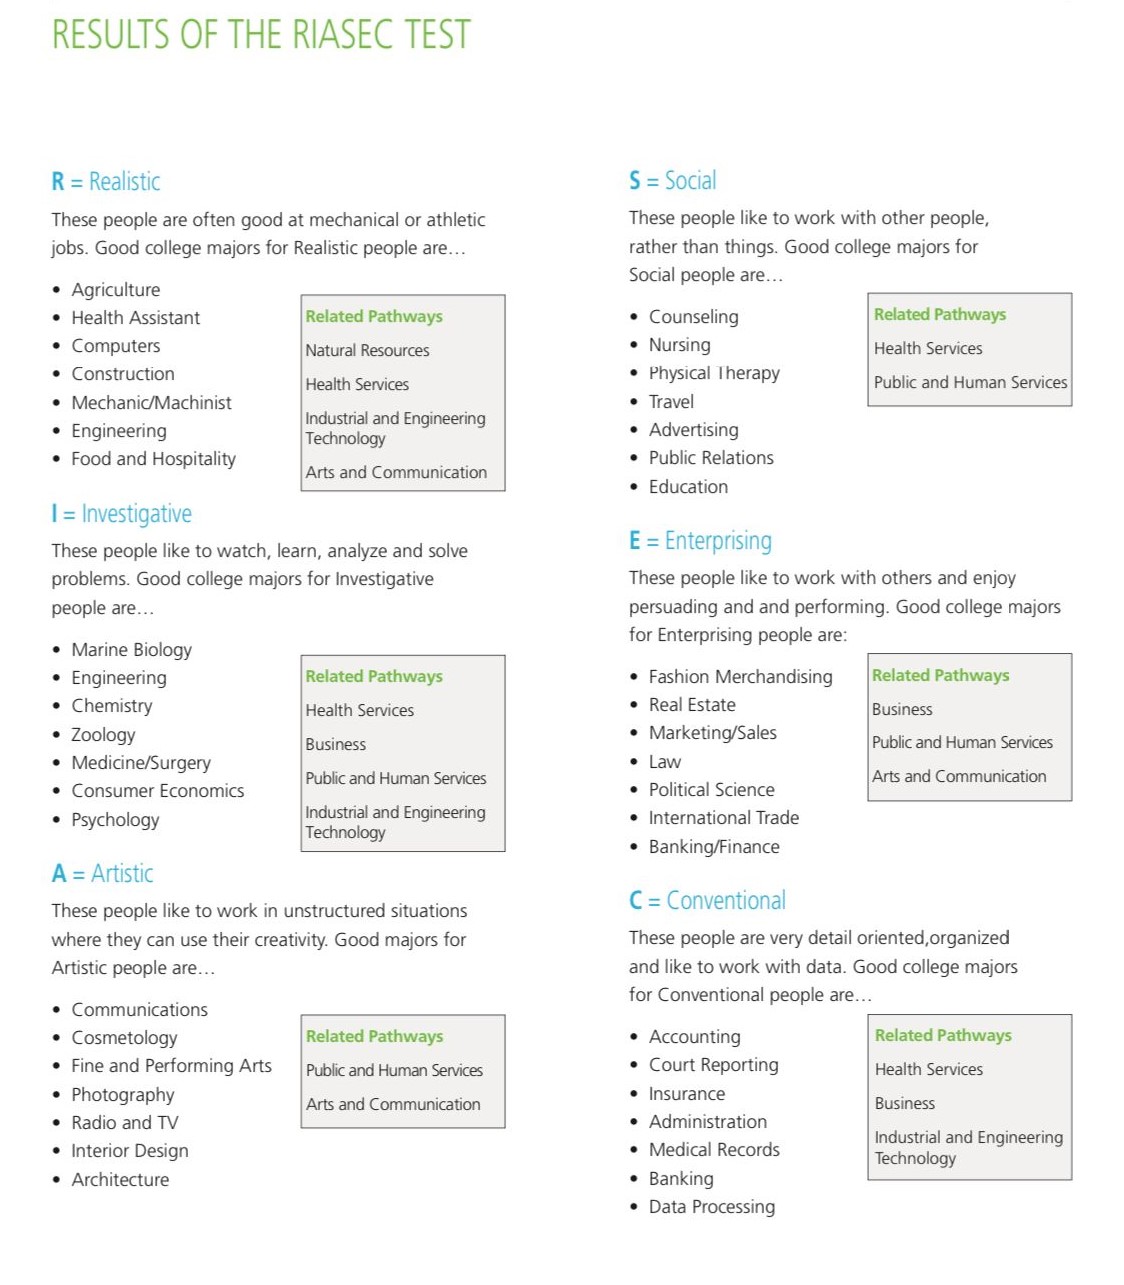 RESULTS OF THE RIASEC TEST
R = Realistic
These people are often good at mechanical or athletic
jobs. Good college majors for Realistic people are…
• Agriculture
• Health Assistant
• Computers
• Construction
• Mechanic/Machinist
• Engineering
• Food and Hospitality
Related Pathways
Natural Resources
Health Services
Industrial and Engineering
Technology
Arts and Communication
I = Investigative
These people like to watch, learn, analyze and solve
problems. Good college majors for Investigative
people are…
• Marine Biology
• Engineering
• Chemistry
• Zoology
• Medicine/Surgery
• Consumer Economics
• Psychology
Related Pathways
Health Services
Business
Public and Human Services
Industrial and Engineering
Technology
A = Artistic
These people like to work in unstructured situations
where they can use their creativity. Good majors for
Artistic people are…
• Communications
• Cosmetology
• Fine and Performing Arts
• Photography
• Radio and TV
• Interior Design
• Architecture
Related Pathways
Public and Human Services
Arts and Communication
S = Social
These people like to work with other people,
rather than things. Good college majors for
Social people are…
• Counseling
• Nursing
• Physical Therapy
• Travel
• Advertising
• Public Relations
• Education
Related Pathways
Health Services
Public and Human Services
E = Enterprising
These people like to work with others and enjoy
persuading and and performing. Good college majors
for Enterprising people are:
• Fashion Merchandising
• Real Estate
• Marketing/Sales
• Law
• Political Science
• International Trade
• Banking/Finance
Related Pathways
Business
Public and Human Services
Arts and Communication
C = Conventional
These people are very detail oriented,organized
and like to work with data. Good college majors
for Conventional people are…
• Accounting
• Court Reporting
• Insurance
• Administration
• Medical Records
• Banking
• Data Processing
Related Pathways
Health Services
Business
Industrial and Engineering
Technology